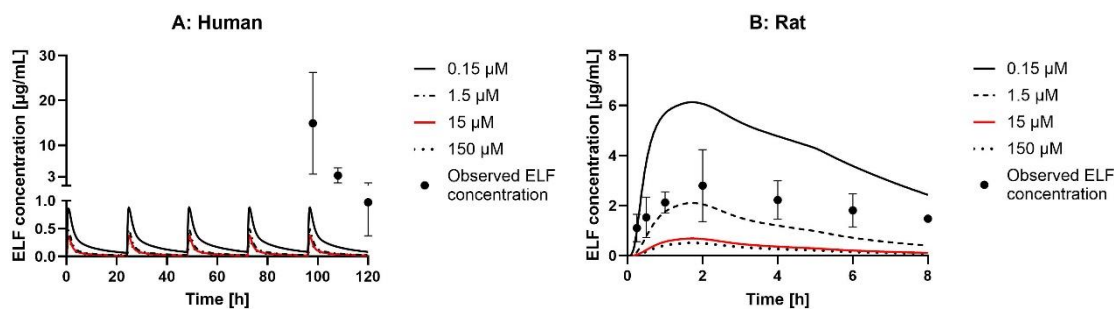 A: Human
ELF concentration [µg/mL]
30
20
10
3
1.0
0.5
0.0
0 20 40 60 80 100 120
Time [h]
0.15 µM
1.5 µM
15 µM
150 µM
Observed ELF
concentration
B: Rat
ELF concentration [µg/mL]
8
6
4
2
0
0 2 4 6 8
Time [h]
0.15 µM
1.5 µM
15 µM
150 µM
Observed ELF
concentration